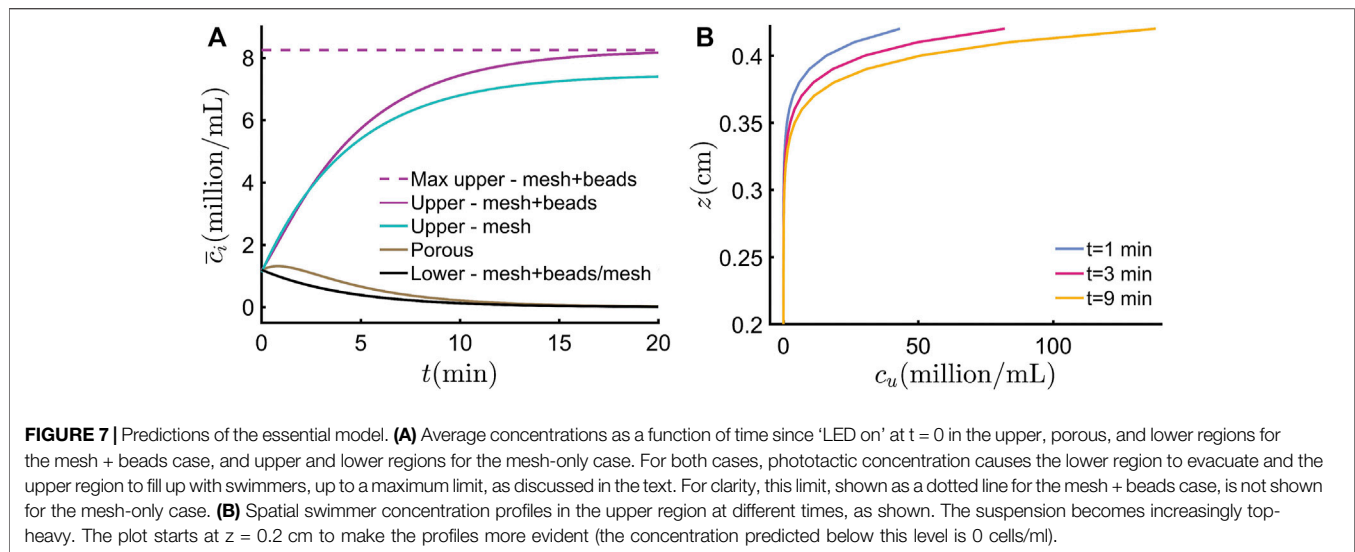 A
8
6
4
2
0
c̄ᵢ(million/mL)
Max upper - mesh+beads
Upper - mesh+beads
Upper - mesh
Porous
Lower - mesh+beads/mesh
0 5 10 15 20
t(min)
B
0.4
0.35
0.3
0.25
0.2
z(cm)
t=1 min
t=3 min
t=9 min
0 50 100
cᵤ(million/mL)
FIGURE 7 | Predictions of the essential model. (A) Average concentrations as a function of time since ‘LED on’ at t = 0 in the upper, porous, and lower regions for
the mesh + beads case, and upper and lower regions for the mesh-only case. For both cases, phototactic concentration causes the lower region to evacuate and the
upper region to fill up with swimmers, up to a maximum limit, as discussed in the text. For clarity, this limit, shown as a dotted line for the mesh + beads case, is not shown
for the mesh-only case. (B) Spatial swimmer concentration profiles in the upper region at different times, as shown. The suspension becomes increasingly top-
heavy. The plot starts at z = 0.2 cm to make the profiles more evident (the concentration predicted below this level is 0 cells/ml).